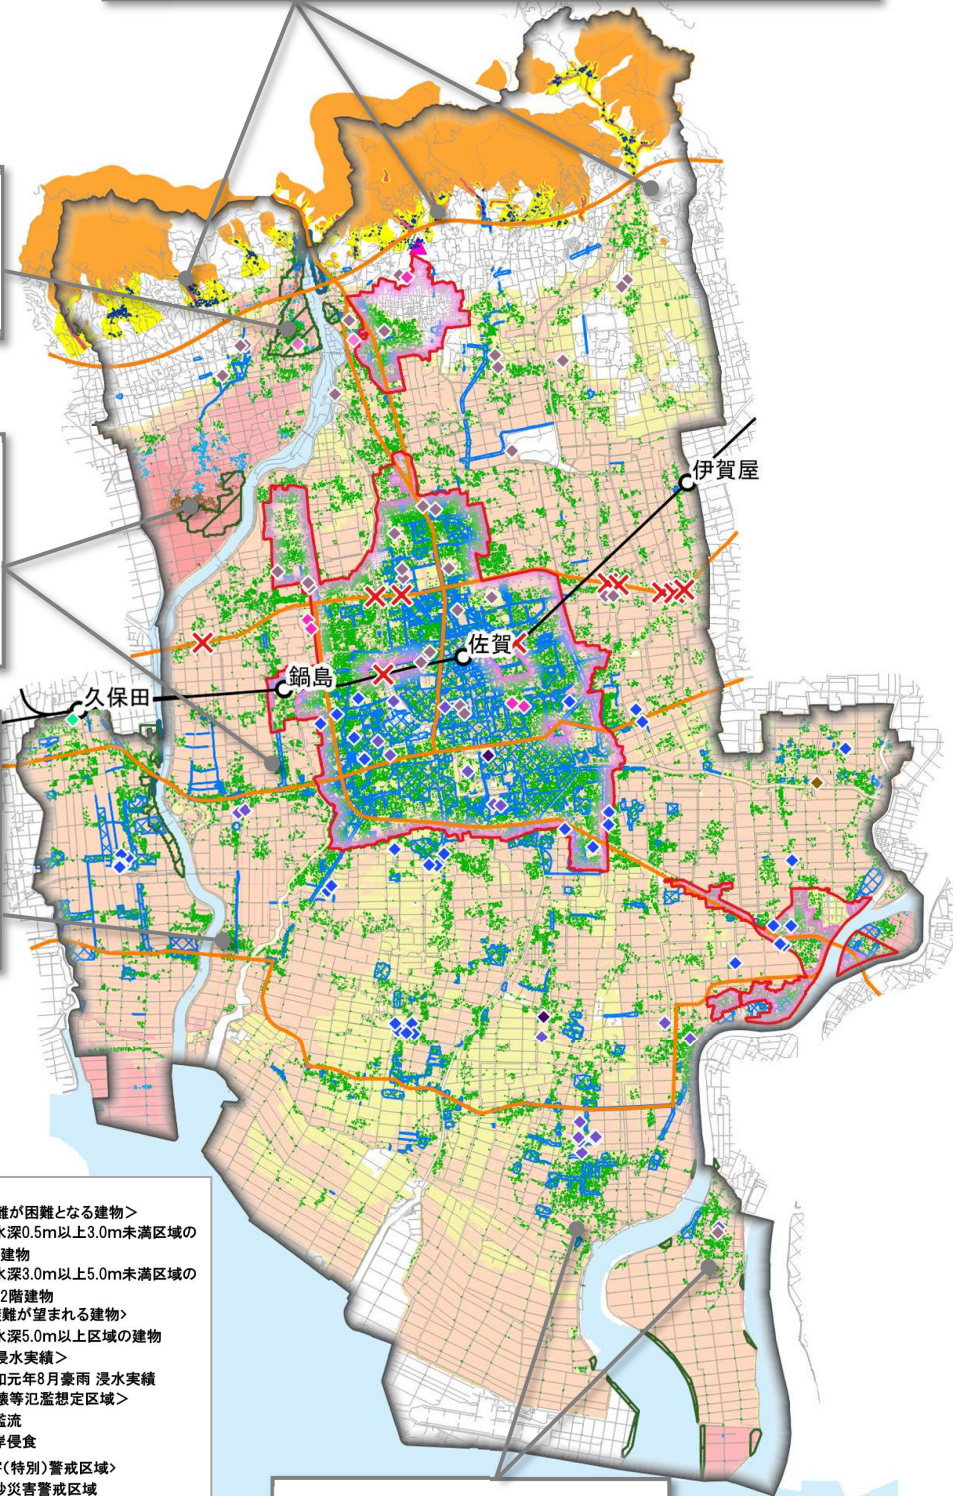 伊賀屋
佐賀
鍋島
久保田
難が困難となる建物＞
水深0.5m以上3.0m未満区域の
建物
水深3.0m以上5.0m未満区域の
2階建物
難が望まれる建物>
水深5.0m以上区域の建物
浸水実績＞
和元年8月豪雨 浸水実績
壊等氾濫想定区域＞
濫流
岸侵食
(特別)警戒区域>
砂災害警戒区域